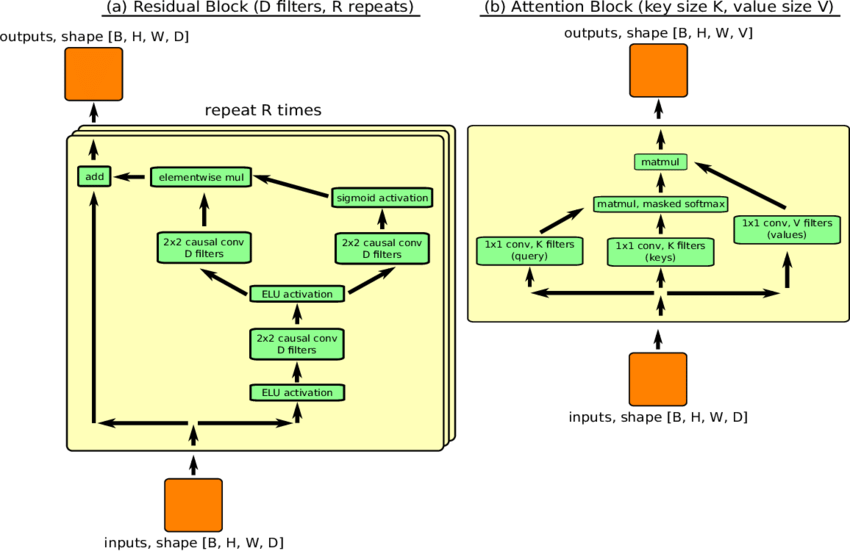 (a) Residual Block (D filters, R repeats)
outputs, shape [B, H, W, D]
repeat R times
add
elementwise mul
sigmoid activation
2x2 causal conv
D filters
2x2 causal conv
D filters
ELU activation
2x2 causal conv
D filters
ELU activation
inputs, shape [B, H, W, D]
(b) Attention Block (key size K, value size V)
outputs, shape [B, H, W, V]
matmul
matmul, masked softmax
1x1 conv, K filters
(query)
1x1 conv, K filters
(keys)
1x1 conv, V filters
(values)
inputs, shape [B, H, W, D]